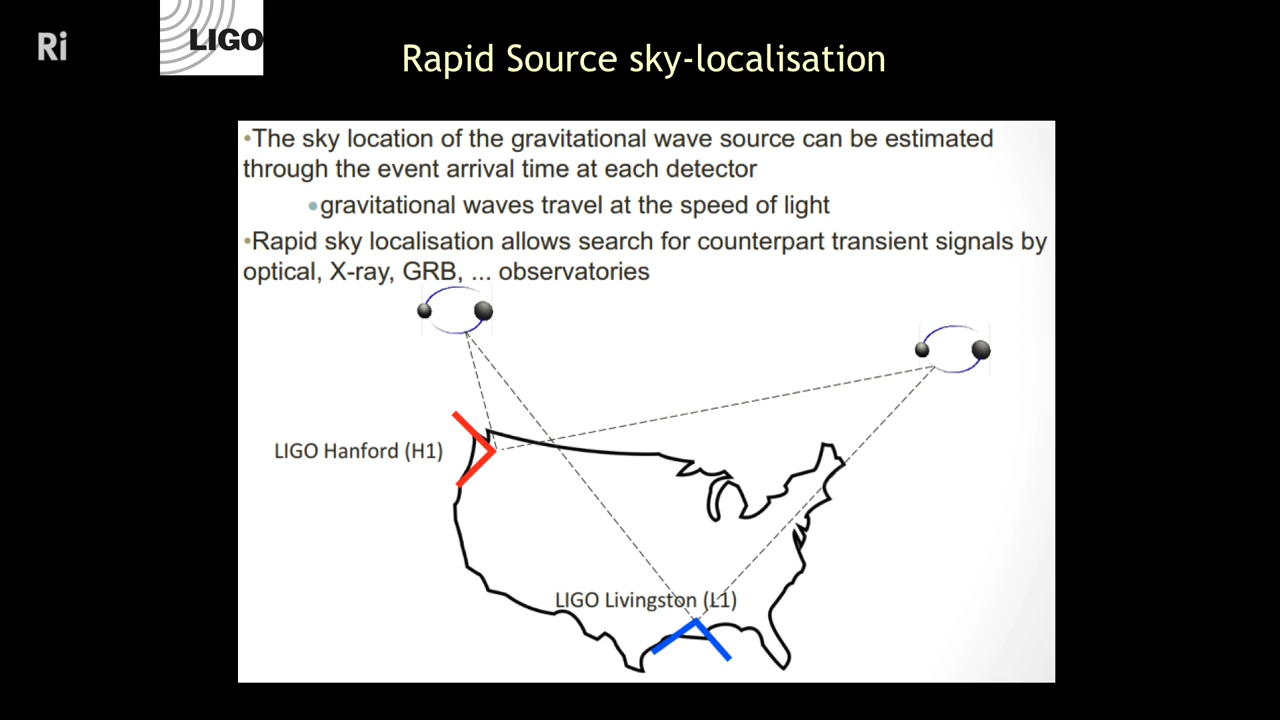 Ri
LIGO
Rapid Source sky-localisation
•The sky location of the gravitational wave source can be estimated
through the event arrival time at each detector
•gravitational waves travel at the speed of light
•Rapid sky localisation allows search for counterpart transient signals by
optical, X-ray, GRB, ... observatories
LIGO Hanford (H1)
LIGO Livingston (L1)